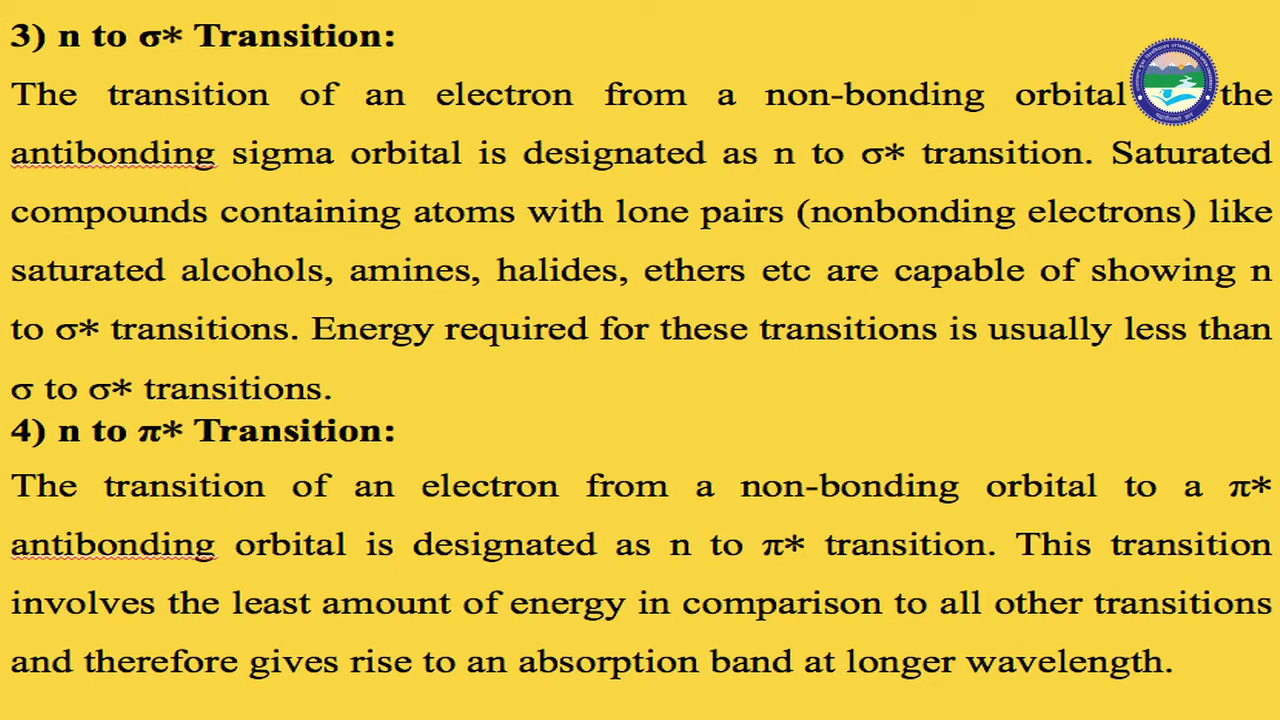 3) n to σ* Transition:
The transition of an electron from a non-bonding orbital the
antibonding sigma orbital is designated as n to σ* transition. Saturated
compounds containing atoms with lone pairs (nonbonding electrons) like
saturated alcohols, amines, halides, ethers etc are capable of showing n
to σ* transitions. Energy required for these transitions is usually less than
σ to σ* transitions.
4) n to π* Transition:
The transition of an electron from a non-bonding orbital to a π*
antibonding orbital is designated as n to π* transition. This transition
involves the least amount of energy in comparison to all other transitions
and therefore gives rise to an absorption band at longer wavelength.